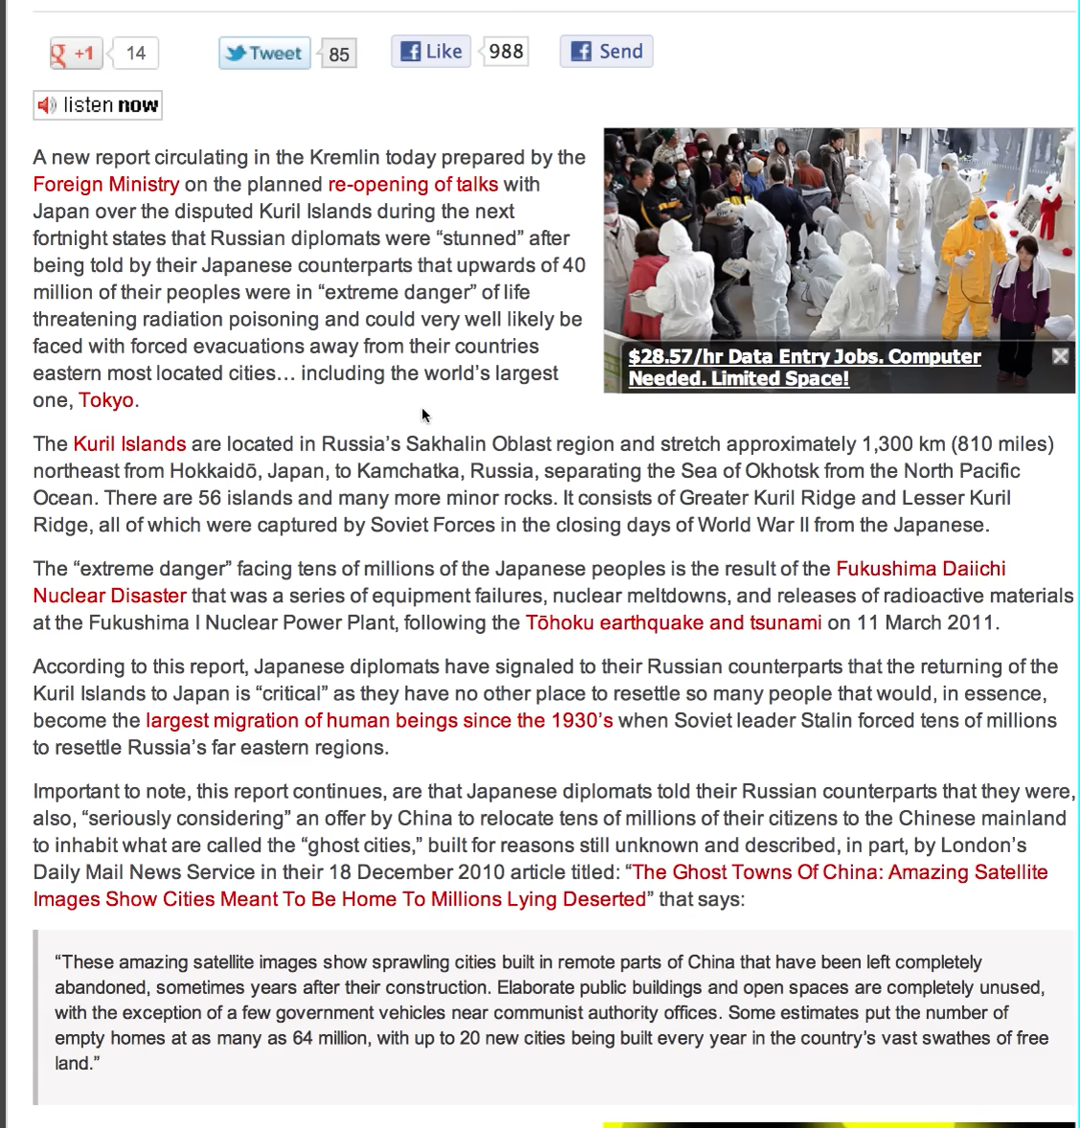 +1 14 Tweet 85 Like 988 Send
listen now
A new report circulating in the Kremlin today prepared by the
Foreign Ministry on the planned re-opening of talks with
Japan over the disputed Kuril Islands during the next
fortnight states that Russian diplomats were “stunned” after
being told by their Japanese counterparts that upwards of 40
million of their peoples were in “extreme danger” of life
threatening radiation poisoning and could very well likely be
faced with forced evacuations away from their countries
eastern most located cities… including the world’s largest
one, Tokyo.
$28.57/hr Data Entry Jobs. Computer
Needed. Limited Space!
The Kuril Islands are located in Russia’s Sakhalin Oblast region and stretch approximately 1,300 km (810 miles)
northeast from Hokkaidō, Japan, to Kamchatka, Russia, separating the Sea of Okhotsk from the North Pacific
Ocean. There are 56 islands and many more minor rocks. It consists of Greater Kuril Ridge and Lesser Kuril
Ridge, all of which were captured by Soviet Forces in the closing days of World War II from the Japanese.
The “extreme danger” facing tens of millions of the Japanese peoples is the result of the Fukushima Daiichi
Nuclear Disaster that was a series of equipment failures, nuclear meltdowns, and releases of radioactive materials
at the Fukushima I Nuclear Power Plant, following the Tōhoku earthquake and tsunami on 11 March 2011.
According to this report, Japanese diplomats have signaled to their Russian counterparts that the returning of the
Kuril Islands to Japan is “critical” as they have no other place to resettle so many people that would, in essence,
become the largest migration of human beings since the 1930’s when Soviet leader Stalin forced tens of millions
to resettle Russia’s far eastern regions.
Important to note, this report continues, are that Japanese diplomats told their Russian counterparts that they were,
also, “seriously considering” an offer by China to relocate tens of millions of their citizens to the Chinese mainland
to inhabit what are called the “ghost cities,” built for reasons still unknown and described, in part, by London’s
Daily Mail News Service in their 18 December 2010 article titled: “The Ghost Towns Of China: Amazing Satellite
Images Show Cities Meant To Be Home To Millions Lying Deserted” that says:
“These amazing satellite images show sprawling cities built in remote parts of China that have been left completely
abandoned, sometimes years after their construction. Elaborate public buildings and open spaces are completely unused,
with the exception of a few government vehicles near communist authority offices. Some estimates put the number of
empty homes at as many as 64 million, with up to 20 new cities being built every year in the country’s vast swathes of free
land.”